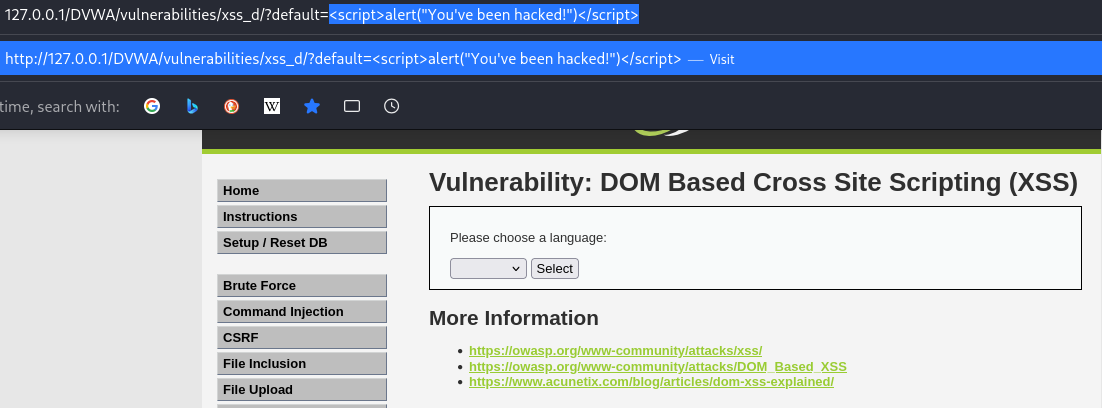 127.0.0.1/DVWA/vulnerabilities/xss_d/?default=<script>alert("You've been hacked!")</script>
http://127.0.0.1/DVWA/vulnerabilities/xss_d/?default=<script>alert("You've been hacked!")</script> — Visit
time, search with:
W
Vulnerability: DOM Based Cross Site Scripting (XSS)
Home
Instructions
Setup / Reset DB
Brute Force
Command Injection
CSRF
File Inclusion
File Upload
Please choose a language:
Select
More Information
https://owasp.org/www-community/attacks/xss/
https://owasp.org/www-community/attacks/DOM_Based_XSS
https://www.acunetix.com/blog/articles/dom-xss-explained/